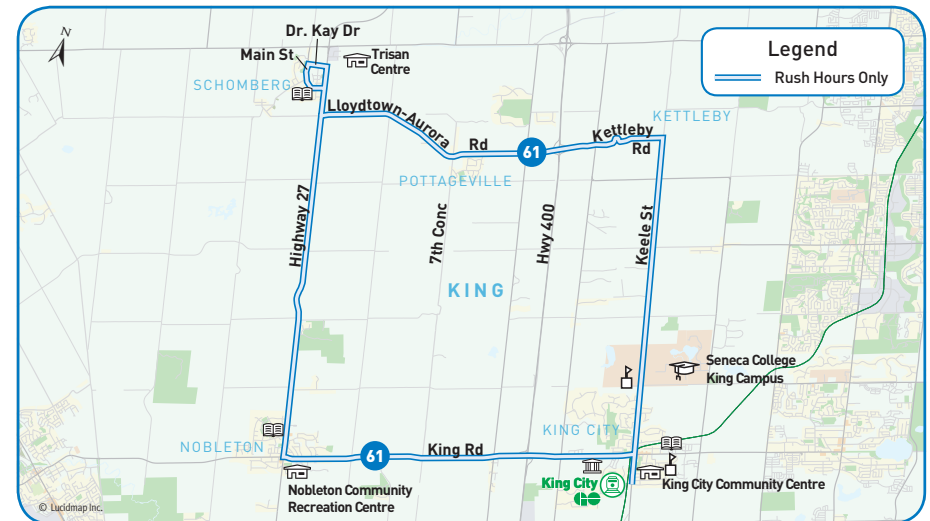 N
Dr. Kay Dr
Main St
Trisan
Centre
SCHOMBERG
Legend
Rush Hours Only
Lloydtown-Aurora
Rd
61
Kettleby
Rd
KETTLEBY
POTTAGEVILLE
Highway 27
7th Conc
Hwy 400
Keele St
KING
Seneca College
King Campus
NOBLETON
KING CITY
61
King Rd
Nobleton Community
Recreation Centre
King City
GO
King City Community Centre
© Lucidmap Inc.